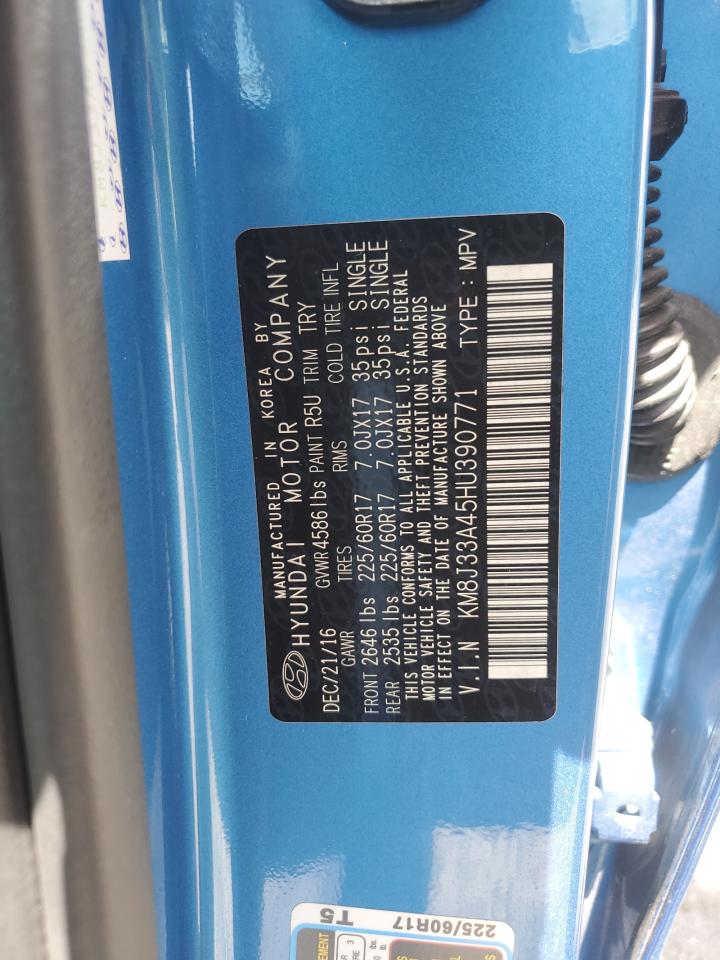 MANUFACTURED IN KOREA BY
HYUNDAI MOTOR COMPANY
DEC/21/16 GVWR 4586 lbs PAINT R5U TRIM TRY
GAWR TIRES RIMS COLD TIRE INFL
FRONT 2646 lbs 225/60R17 7.0JX17 35psi SINGLE
REAR 2535 lbs 225/60R17 7.0JX17 35psi SINGLE
THIS VEHICLE CONFORMS TO ALL APPLICABLE U.S.A. FEDERAL
MOTOR VEHICLE SAFETY AND THEFT PREVENTION STANDARDS
IN EFFECT ON THE DATE OF MANUFACTURE SHOWN ABOVE
V.I.N KM8J33A45HU390771 TYPE : MPV
T5
225/60R17